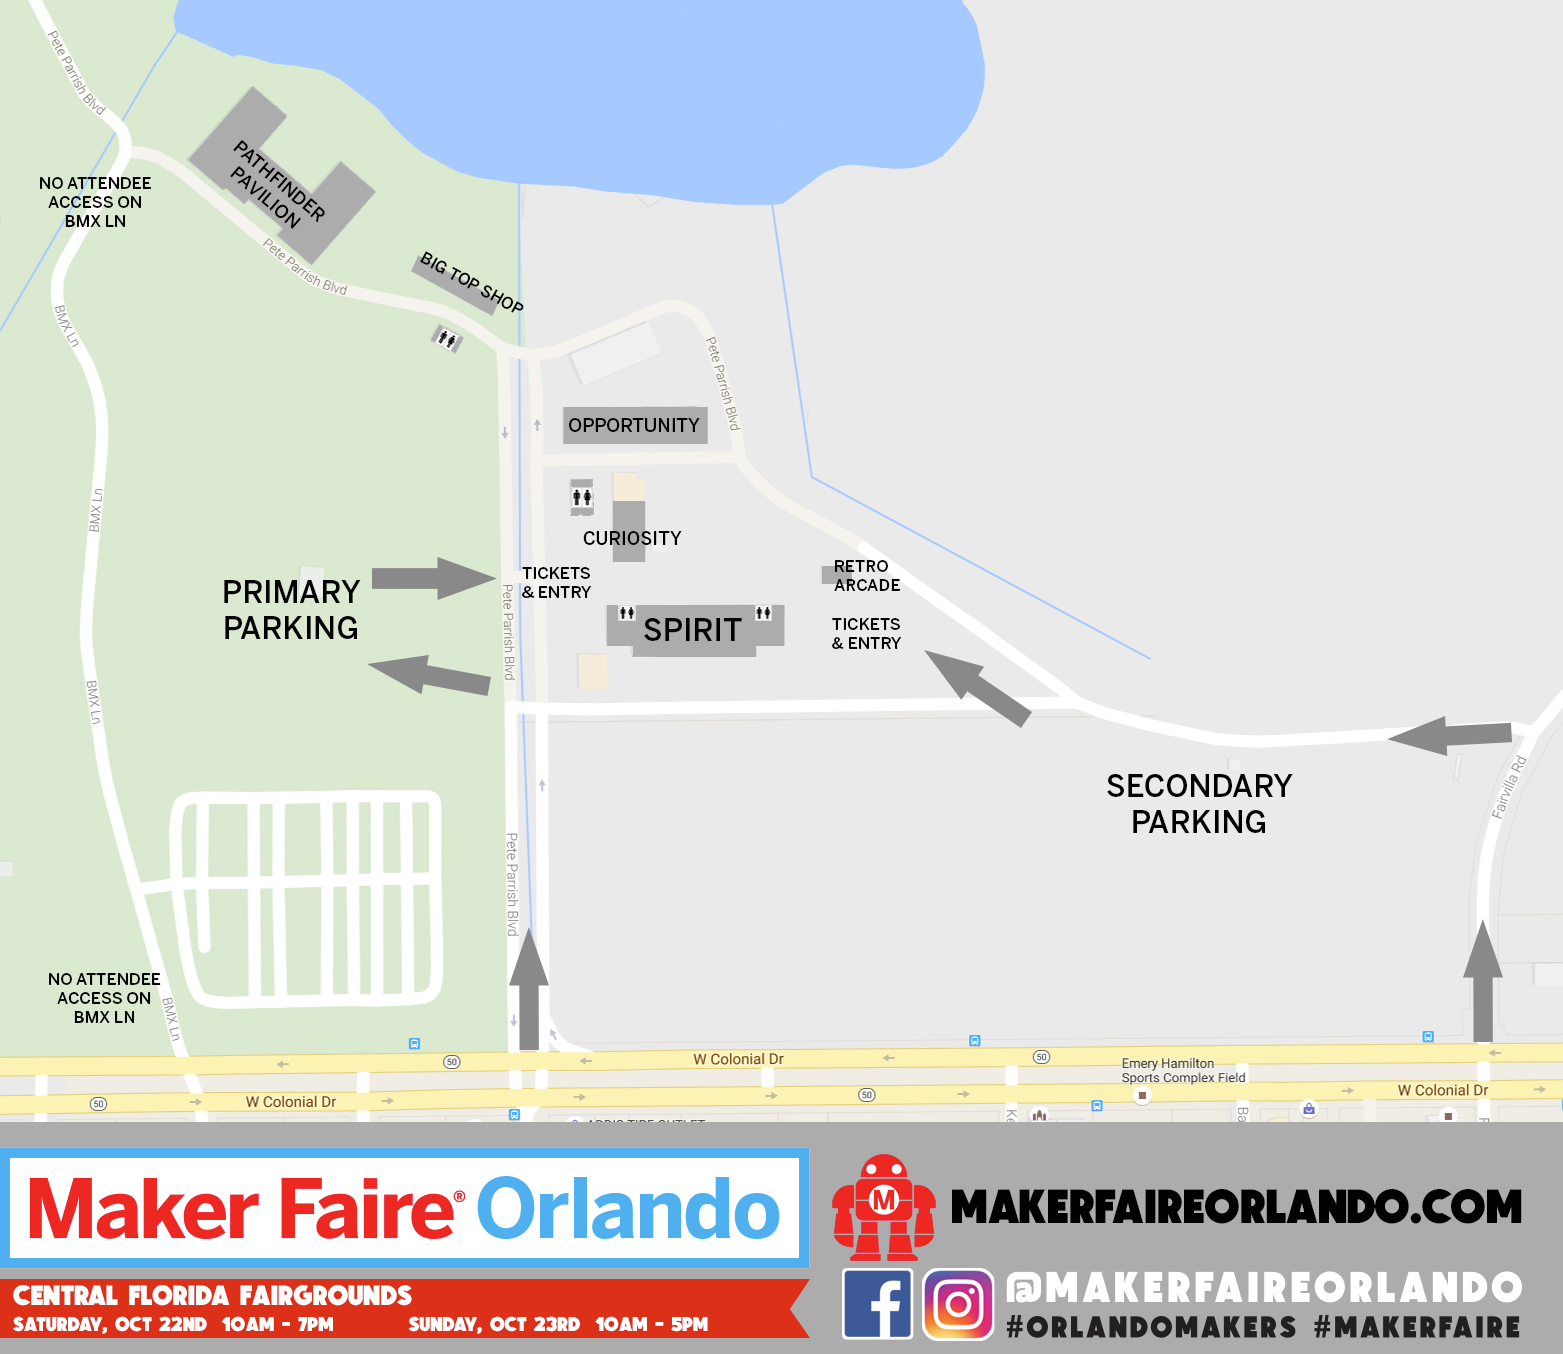 Pete Parrish Blvd
NO ATTENDEE
ACCESS ON
BMX LN
PATHFINDER
PAVILION
Pete Parrish Blvd
BIG TOP SHOP
BMX Ln
Pete Parrish Blvd
OPPORTUNITY
BMX Ln
CURIOSITY
RETRO
ARCADE
TICKETS
& ENTRY
PRIMARY
PARKING
Pete Parrish Blvd
SPIRIT
TICKETS
& ENTRY
BMX Ln
SECONDARY
PARKING
Fairvilla Rd
Pete Parrish Blvd
NO ATTENDEE
ACCESS ON
BMX LN
BMX Ln
50
W Colonial Dr
50
Emery Hamilton
Sports Complex Field
50
W Colonial Dr
50
W Colonial Dr
Ke
Ba
F
Maker Faire® Orlando
M
MAKERFAIREORLANDO.COM
CENTRAL FLORIDA FAIRGROUNDS
SATURDAY, OCT 22ND 10AM - 7PM SUNDAY, OCT 23RD 10AM - 5PM
f
@MAKERFAIREORLANDO
#ORLANDOMAKERS #MAKERFAIRE